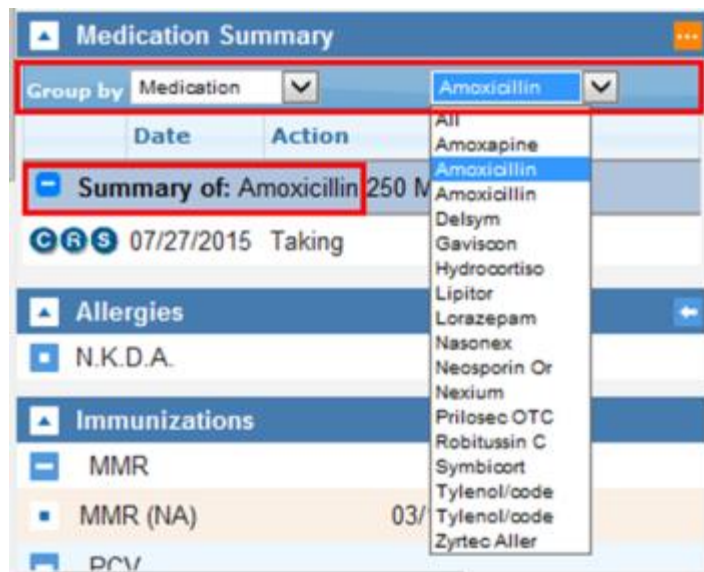 Medication Summary
Group by Medication Amoxicillin
Date Action
All
Amoxapine
Amoxicillin
Amoxicillin
Delsym
Gaviscon
Hydrocortiso
Lipitor
Lorazepam
Nasonex
Neosporin Or
Nexium
Prilosec OTC
Robitussin C
Symbicort
Tylenol/code
Tylenol/code
Zyrtec Aller
Summary of: Amoxicillin 250 M
C R S 07/27/2015 Taking
Allergies
N.K.D.A.
Immunizations
MMR
MMR (NA) 03/
PCV